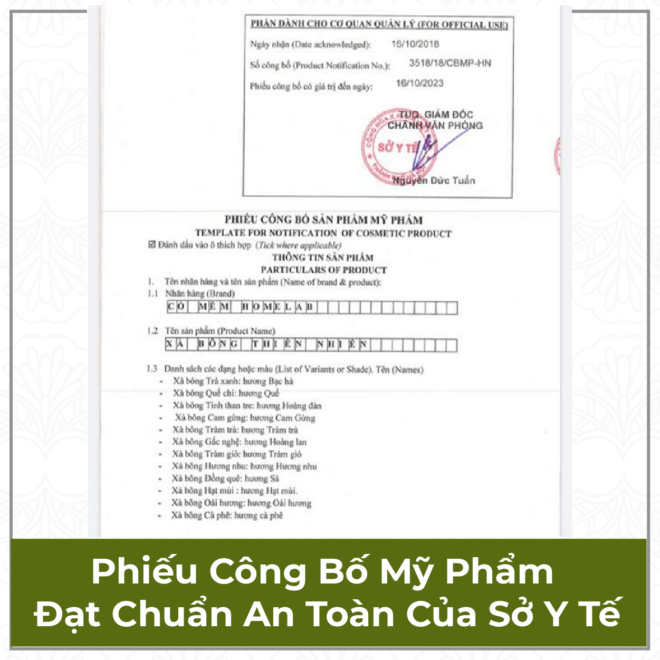 PHẦN DÀNH CHO CƠ QUAN QUẢN LÝ (FOR OFFICIAL USE)
Ngày nhận (Date acknowledged): 16/10/2018
Số công bố (Product Notification No.): 3518/18/CBMP-HN
Phiếu công bố có giá trị đến ngày: 16/10/2023
TUQ. GIÁM ĐỐC
CHÁNH VĂN PHÒNG
SỞ Y TẾ
Nguyễn Đức Tuấn
PHIẾU CÔNG BỐ SẢN PHẨM MỸ PHẨM
TEMPLATE FOR NOTIFICATION OF COSMETIC PRODUCT
☑ Đánh dấu vào ô thích hợp (Tick where applicable)
THÔNG TIN SẢN PHẨM
PARTICULARS OF PRODUCT
1. Tên nhãn hàng và tên sản phẩm (Name of brand & product):
1.1 Nhãn hàng (Brand)
CỎ MỀM HOMELAB
1.2 Tên sản phẩm (Product Name)
XÀ BÔNG THIÊN NHIÊN
1.3 Danh sách các dạng hoặc màu (List of Variants or Shade). Tên (Names)
- Xà bông Trà xanh: hương Bạc hà
- Xà bông Quế chi: hương Quế
- Xà bông Tinh than tre: hương Hoàng đàn
- Xà bông Cam gừng: hương Cam Gừng
- Xà bông Tràm trà: hương Tràm trà
- Xà bông Gấc nghệ: hương Hoàng lan
- Xà bông Tràm gió: hương Tràm gió
- Xà bông Hương nhu: hương Hương nhu
- Xà bông Đồng quê: hương Sả
- Xà bông Hạt mùi : hương Hạt mùi.
- Xà bông Oải hương: hương Oải hương
- Xà bông Cà phê: hương cà phê
Phiếu Công Bố Mỹ Phẩm
Đạt Chuẩn An Toàn Của Sở Y Tế